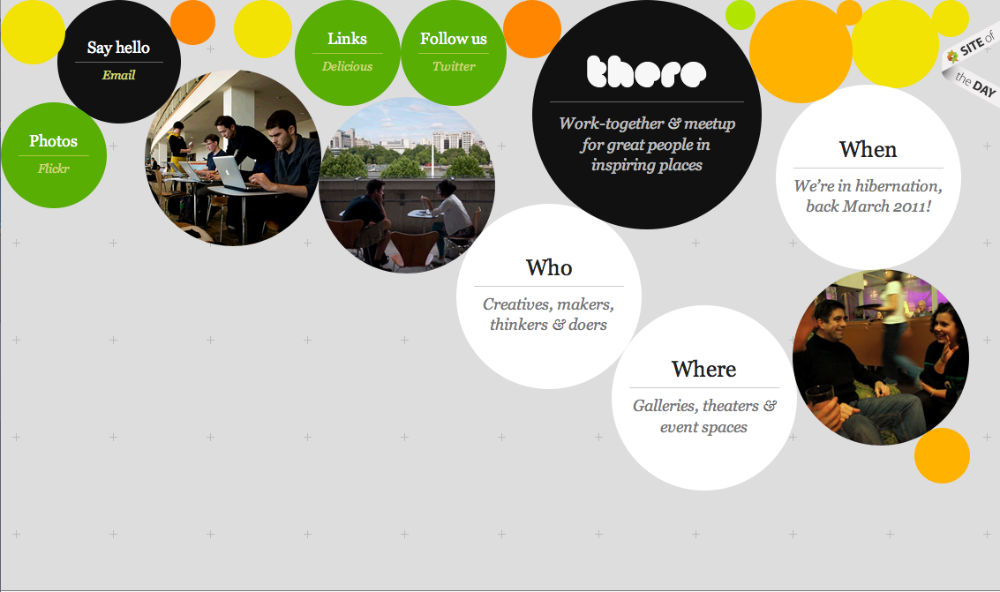 Say hello
Email
Links
Delicious
Follow us
Twitter
Photos
Flickr
Work-together & meetup
for great people in
inspiring places
When
We're in hibernation,
back March 2011!
Who
Creatives, makers,
thinkers & doers
Where
Galleries, theaters &
event spaces
SITE of
the DAY